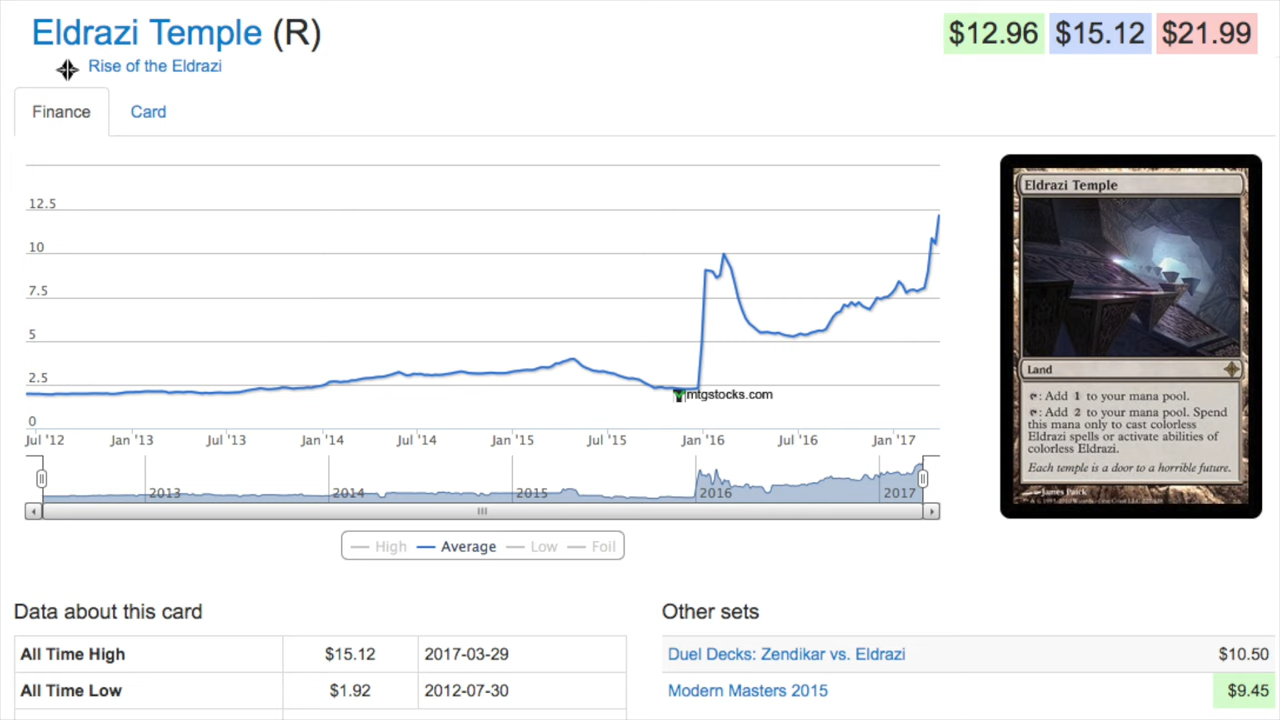 Eldrazi Temple (R)
$12.96 $15.12 $21.99
Rise of the Eldrazi
Finance Card
12.5
10
7.5
5
2.5
0
mtgstocks.com
Jul '12 Jan '13 Jul '13 Jan '14 Jul '14 Jan '15 Jul '15 Jan '16 Jul '16 Jan '17
2013 2014 2015 2016 2017
High Average Low Foil
Eldrazi Temple
Land
: Add 1 to your mana pool.
: Add 2 to your mana pool. Spend
this mana only to cast colorless
Eldrazi spells or activate abilities of
colorless Eldrazi.
Each temple is a door to a horrible future.
James Paick
Data about this card
All Time High $15.12 2017-03-29
All Time Low $1.92 2012-07-30
Other sets
Duel Decks: Zendikar vs. Eldrazi $10.50
Modern Masters 2015 $9.45